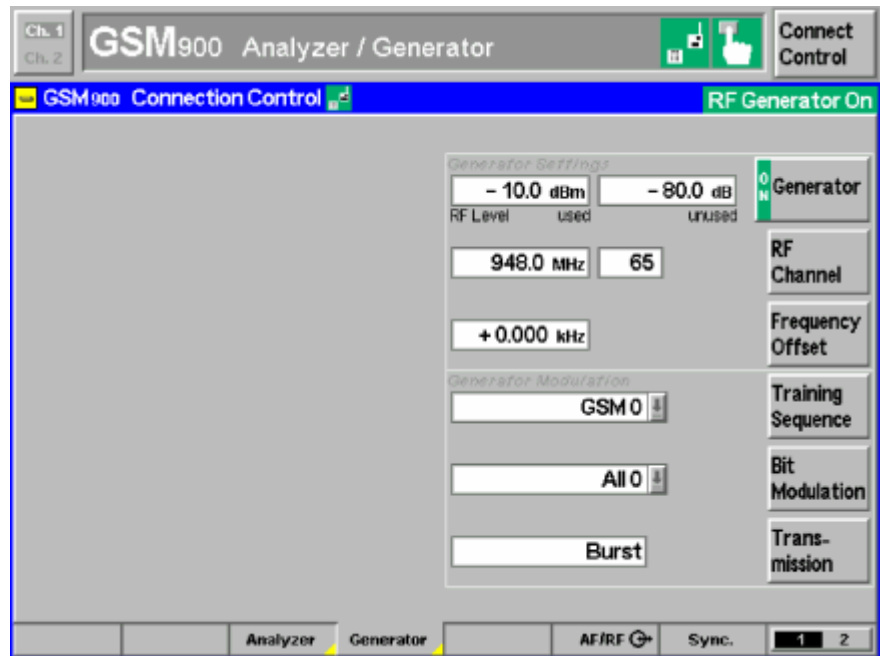 Ch. 1
Ch. 2
GSM900 Analyzer / Generator
Connect
Control
GSM900 Connection Control
RF Generator On
Generator Settings
- 10.0 dBm
- 80.0 dB
RF Level used
unused
ON
Generator
948.0 MHz
65
RF
Channel
+ 0.000 kHz
Frequency
Offset
Generator Modulation
GSM 0
Training
Sequence
All 0
Bit
Modulation
Burst
Trans-
mission
Analyzer
Generator
AF/RF
Sync.
1 2